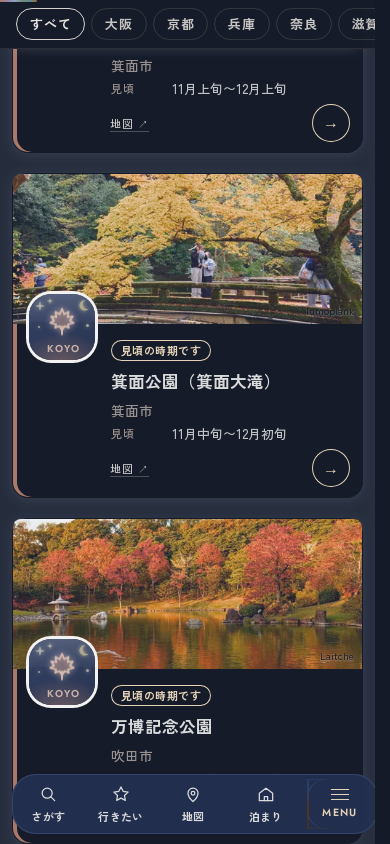 すべて 大阪 京都 兵庫 奈良 滋賀
箕面市
見頃 11月上旬〜12月上旬
地図 ↗
→
fumoplank
KOYO
見頃の時期です
箕面公園（箕面大滝）
箕面市
見頃 11月中旬〜12月初旬
地図 ↗
→
Laitche
KOYO
見頃の時期です
万博記念公園
吹田市
さがす 行きたい 地図 泊まり MENU